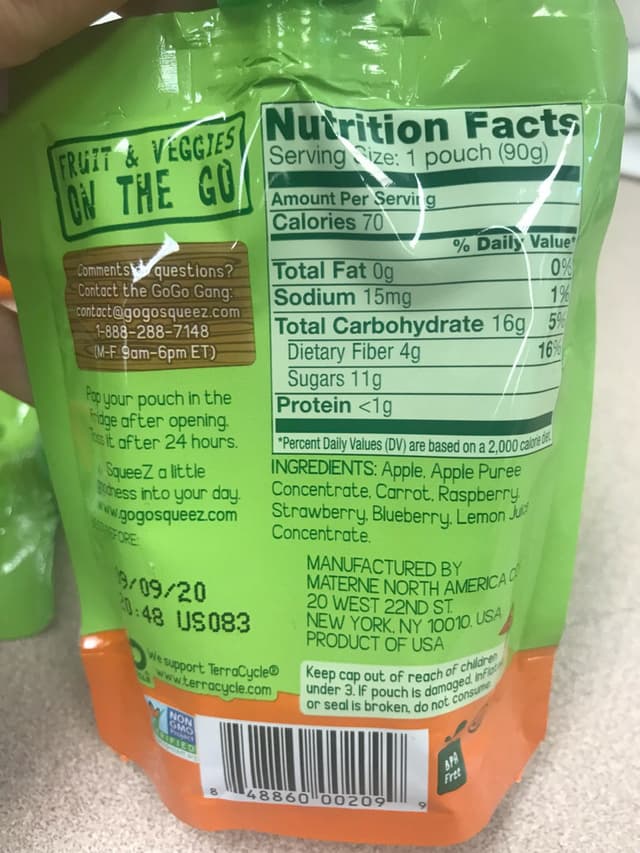 FRUIT & VEGGIES
ON THE GO
Comments questions?
Contact the GoGo Gang:
contact@gogosqueez.com
1-888-288-7148
(M-F 9am-6pm ET)
Pop your pouch in the
fridge after opening.
Toss it after 24 hours.
SqueeZ a little
into your day.
www.gogosqueez.com
/09/20
:48 US083
We support TerraCycle®
www.terracycle.com
NON
GMO
Project
VERIFIED
Nutrition Facts
Serving Size: 1 pouch (90g)
Amount Per Serving
Calories 70
% Daily Value*
Total Fat 0g 0%
Sodium 15mg 1%
Total Carbohydrate 16g 5%
Dietary Fiber 4g 16%
Sugars 11g
Protein <1g
*Percent Daily Values (DV) are based on a 2,000 calorie diet.
INGREDIENTS: Apple, Apple Puree
Concentrate, Carrot, Raspberry,
Strawberry, Blueberry, Lemon Juice
Concentrate.
MANUFACTURED BY
MATERNE NORTH AMERICA
20 WEST 22ND ST.
NEW YORK, NY 10010, USA
PRODUCT OF USA
Keep cap out of reach of children
under 3. If pouch is damaged, inflated
or seal is broken, do not consume
8 48860 00209 9
BPA
Free